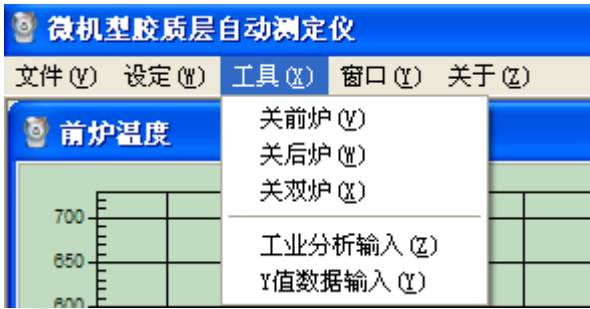 微机型胶质层自动测定仪
文件(V) 设定(W) 工具(X) 窗口(Y) 关于(Z)
前炉温度
关前炉(V)
关后炉(W)
关双炉(X)
工业分析输入(Z)
Y值数据输入(Y)
700
650
600